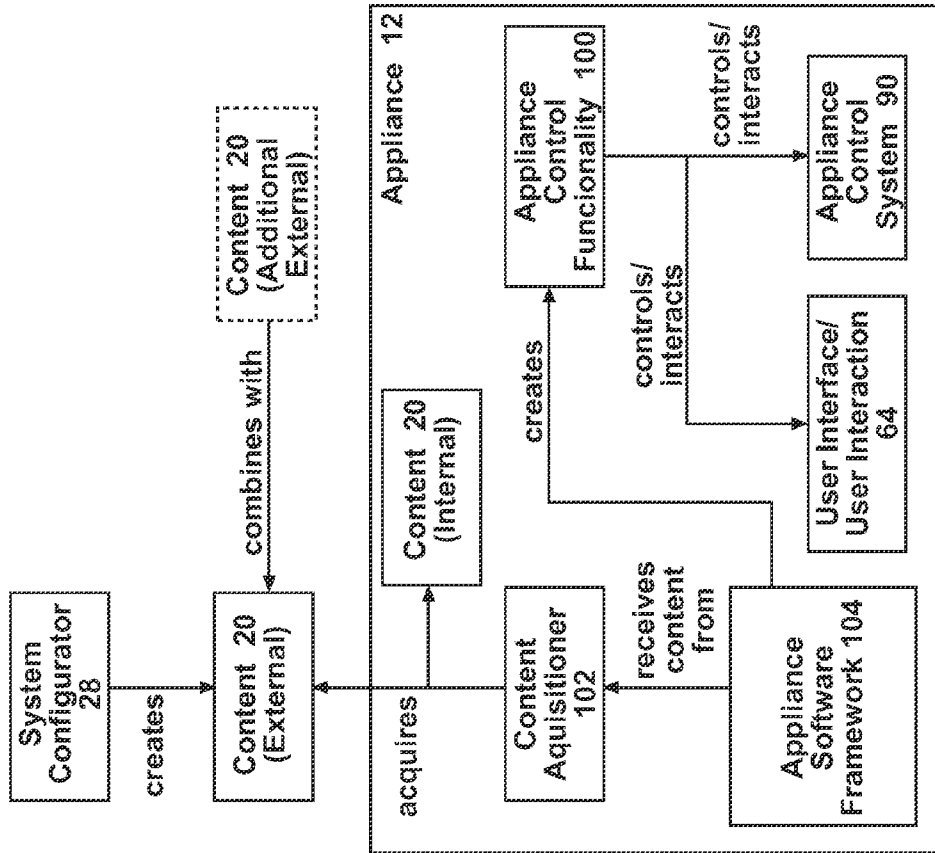 System
Configurator
28
creates
Content 20
(External)
combines with
Content 20
(Additional
External)
Appliance 12
acquires
Content 20
(Internal)
Content
Aquisitioner
102
receives
content
from
Appliance
Software
Framework 104
creates
Appliance
Control
Funcionality 100
controls/
interacts
controls/
interacts
User Interface/
User Interaction
64
Appliance
Control
System 90